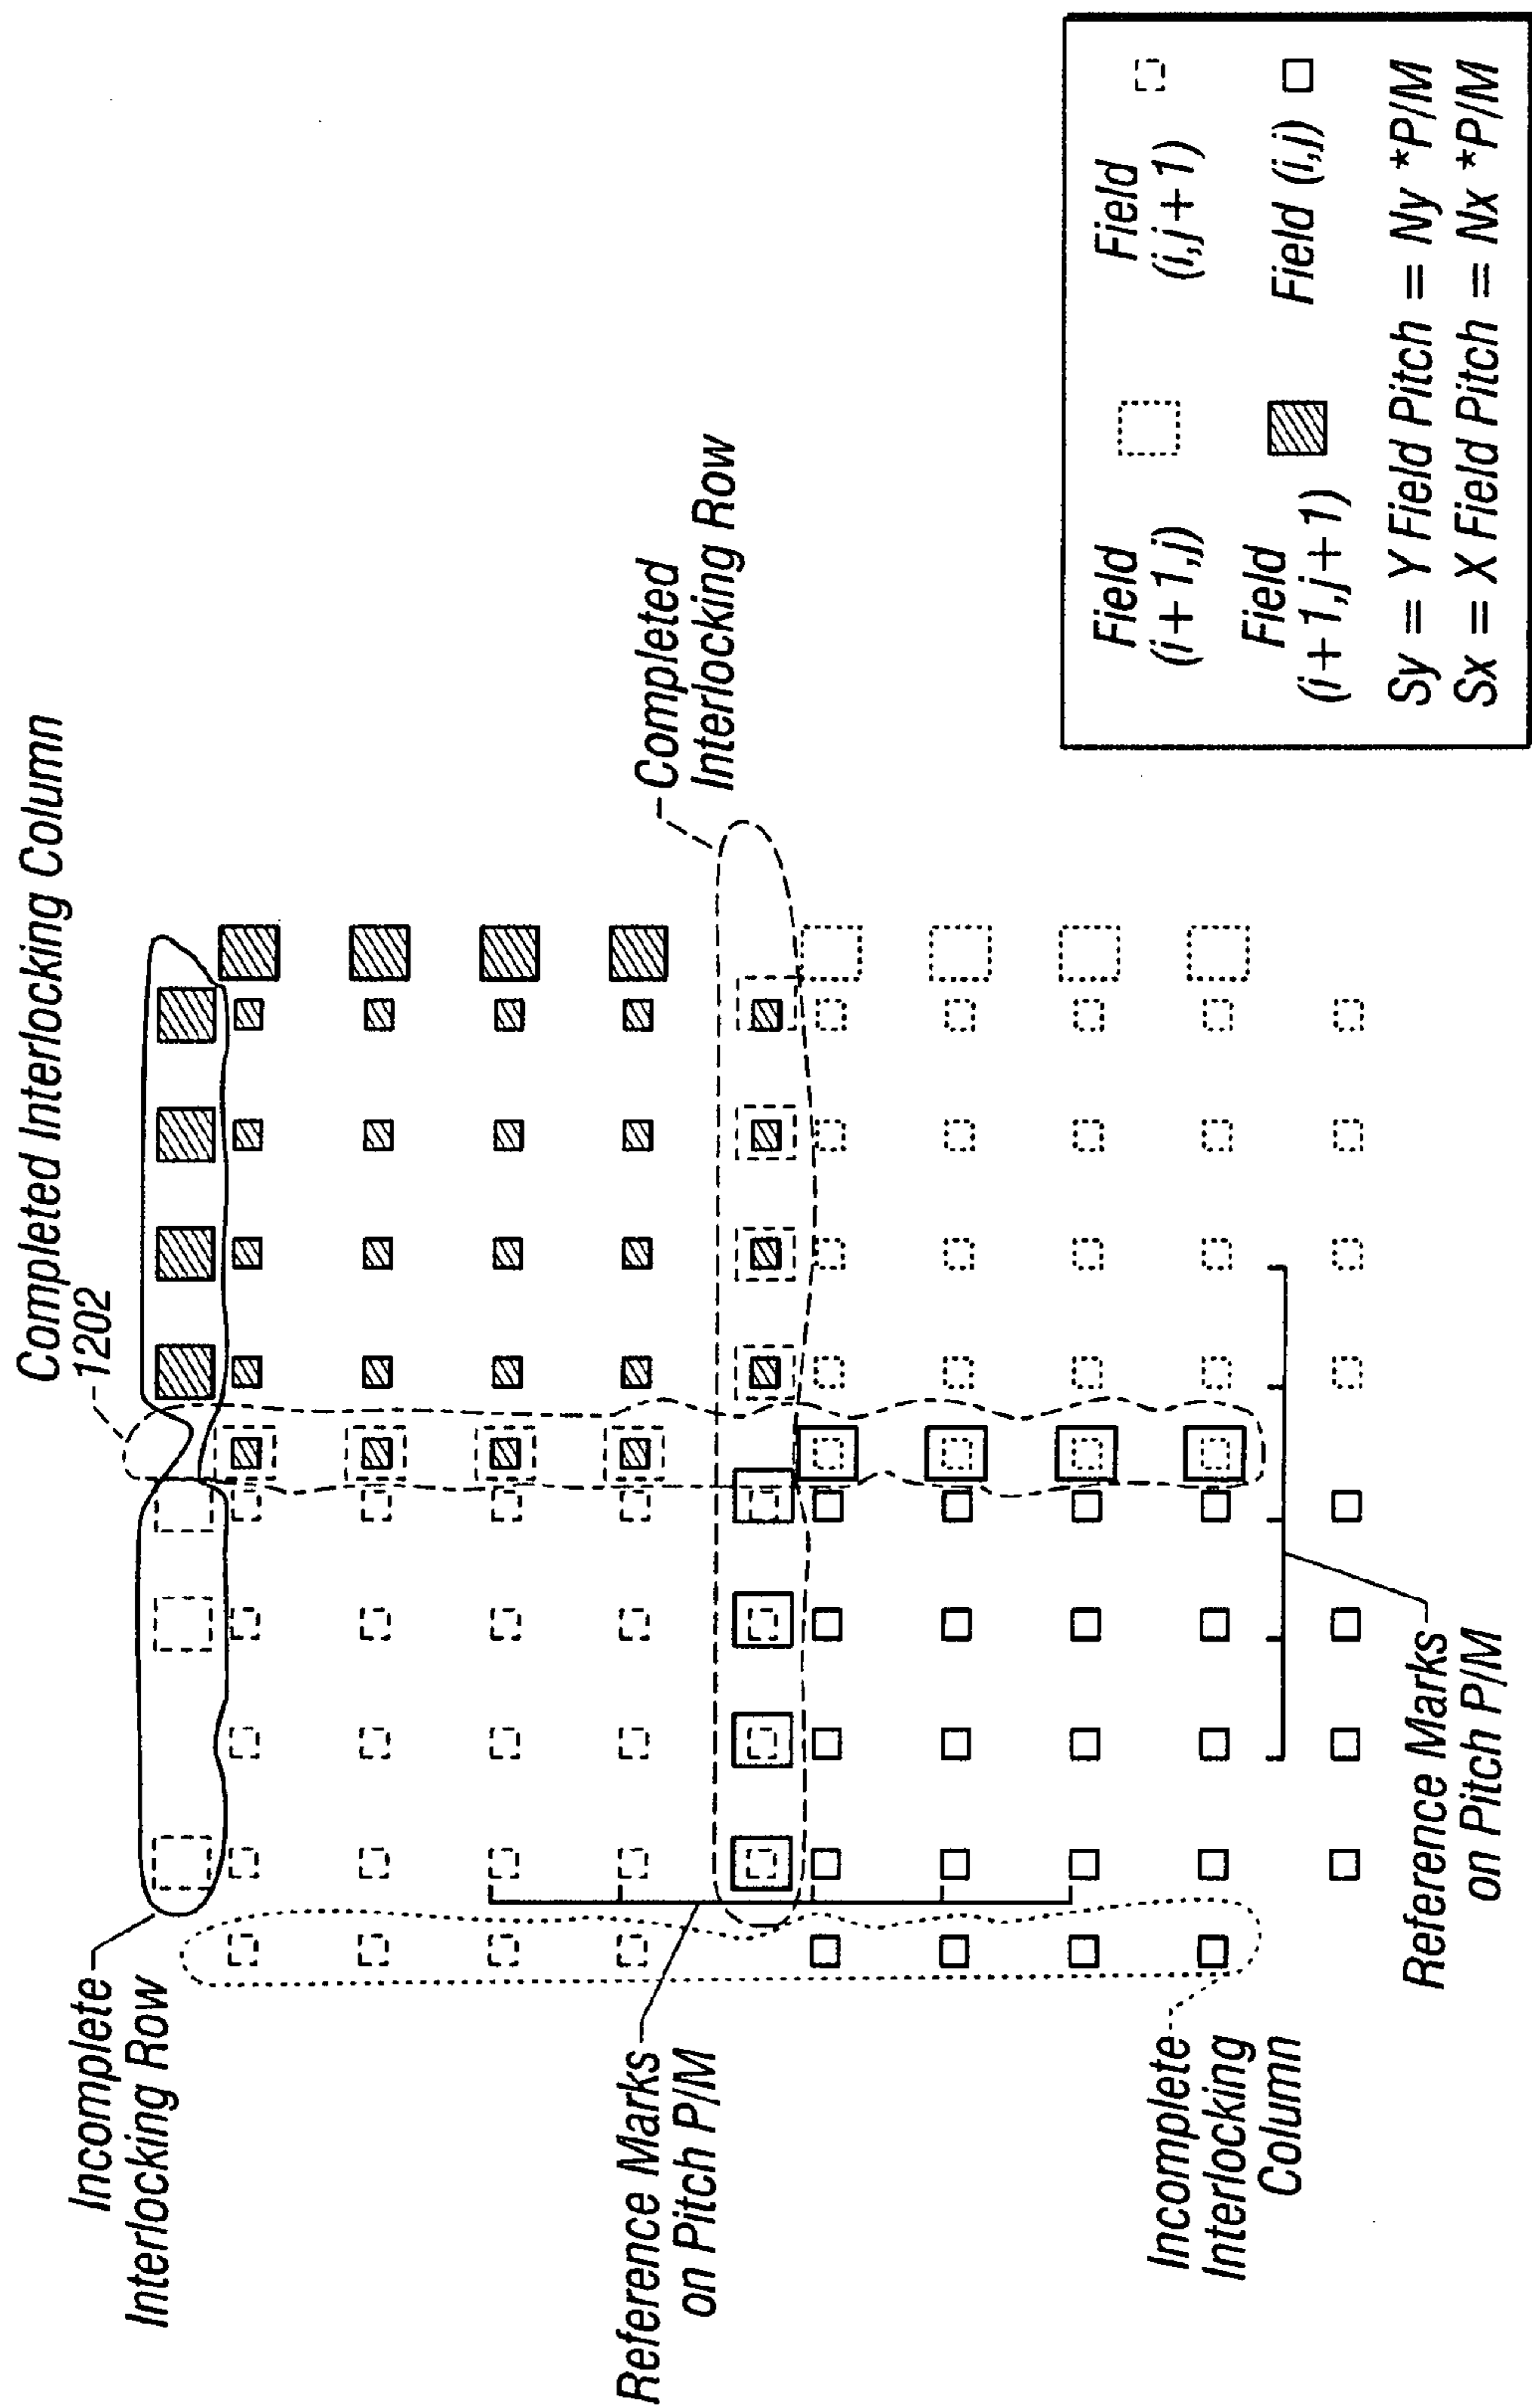 Completed Interlocking Column
1202
Incomplete
Interlocking Row
Completed
Interlocking Row
Reference Marks
on Pitch P/M
Incomplete
Interlocking
Column
Reference Marks
on Pitch P/M
Field
(i+1,j)
Field
(i,j+1)
Field
(i+1,j+1)
Field (i,j)
Sy = Y Field Pitch = Ny *P/M
Sx = X Field Pitch = Nx *P/M